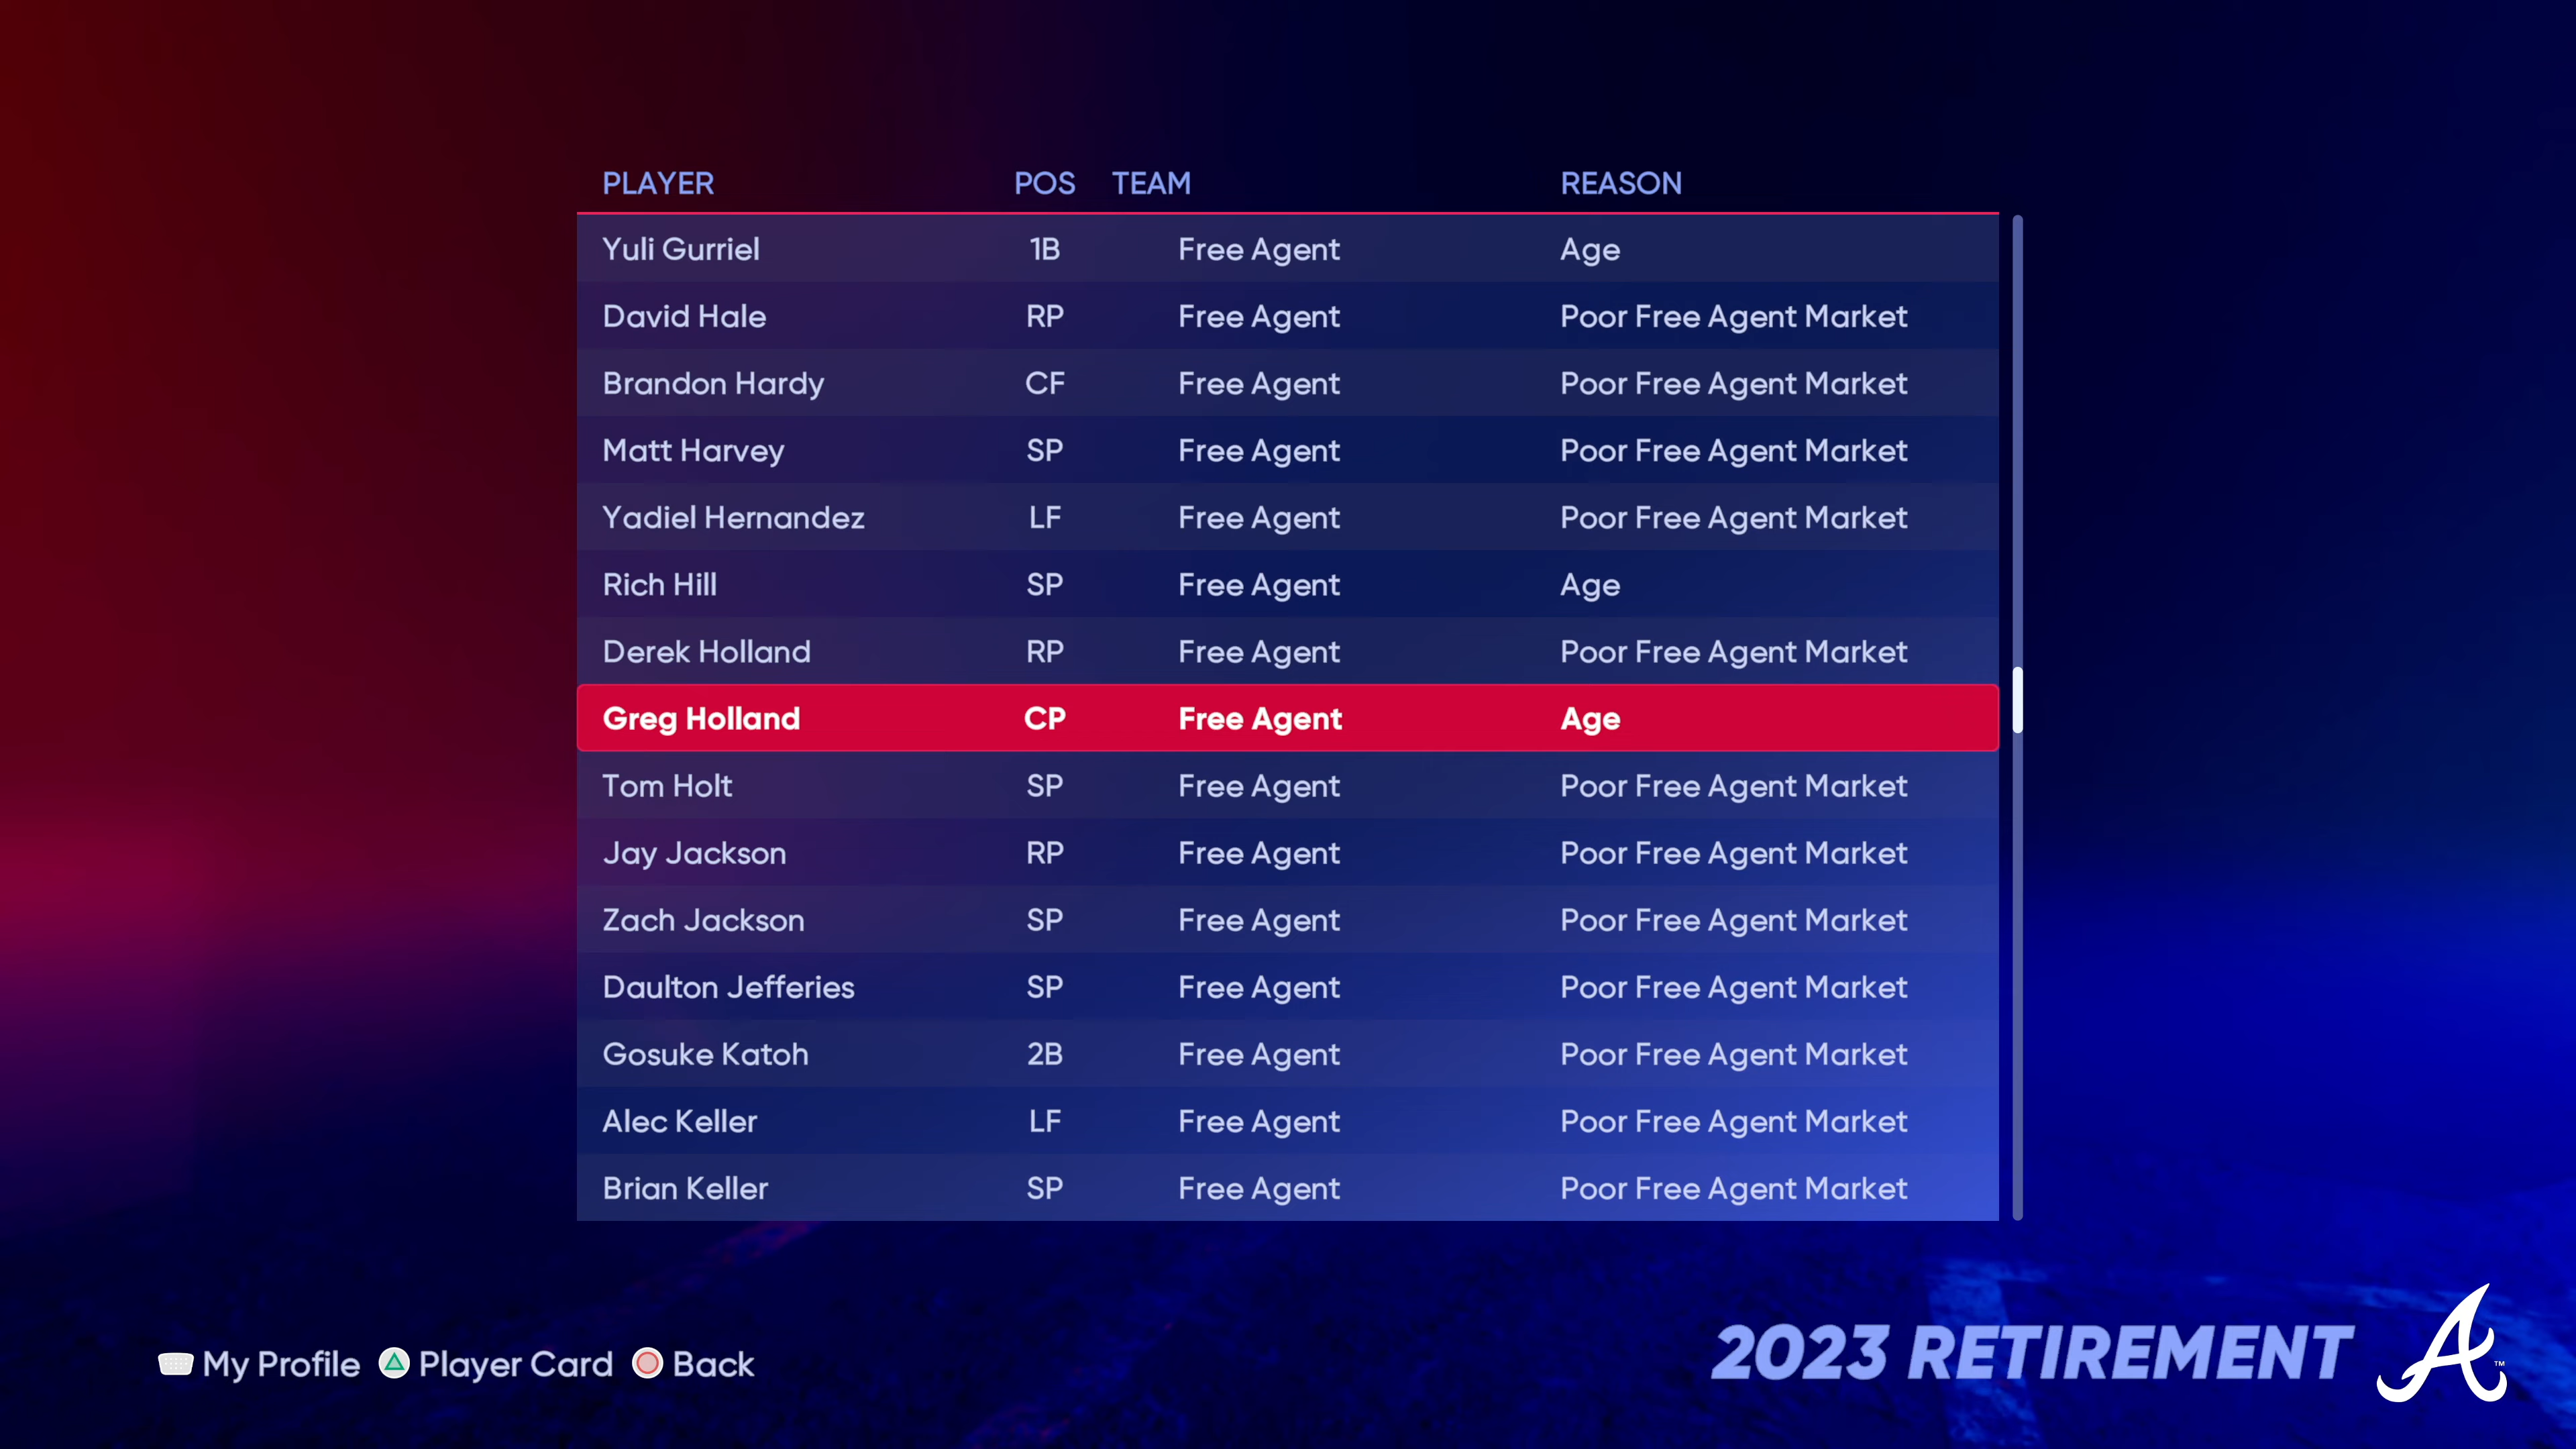 PLAYER POS TEAM REASON
Yuli Gurriel 1B Free Agent Age
David Hale RP Free Agent Poor Free Agent Market
Brandon Hardy CF Free Agent Poor Free Agent Market
Matt Harvey SP Free Agent Poor Free Agent Market
Yadiel Hernandez LF Free Agent Poor Free Agent Market
Rich Hill SP Free Agent Age
Derek Holland RP Free Agent Poor Free Agent Market
Greg Holland CP Free Agent Age
Tom Holt SP Free Agent Poor Free Agent Market
Jay Jackson RP Free Agent Poor Free Agent Market
Zach Jackson SP Free Agent Poor Free Agent Market
Daulton Jefferies SP Free Agent Poor Free Agent Market
Gosuke Katoh 2B Free Agent Poor Free Agent Market
Alec Keller LF Free Agent Poor Free Agent Market
Brian Keller SP Free Agent Poor Free Agent Market
My Profile Player Card Back
2023 RETIREMENT A ™